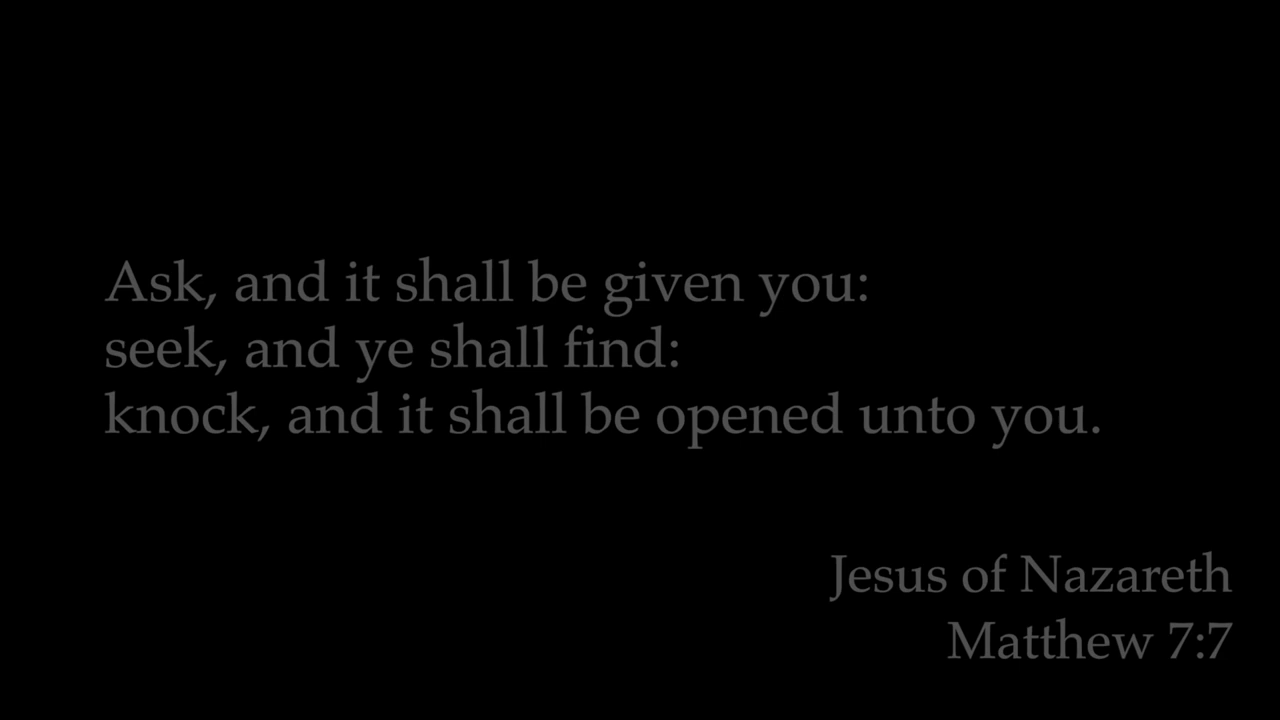 Ask, and it shall be given you:
seek, and ye shall find:
knock, and it shall be opened unto you.
Jesus of Nazareth
Matthew 7:7